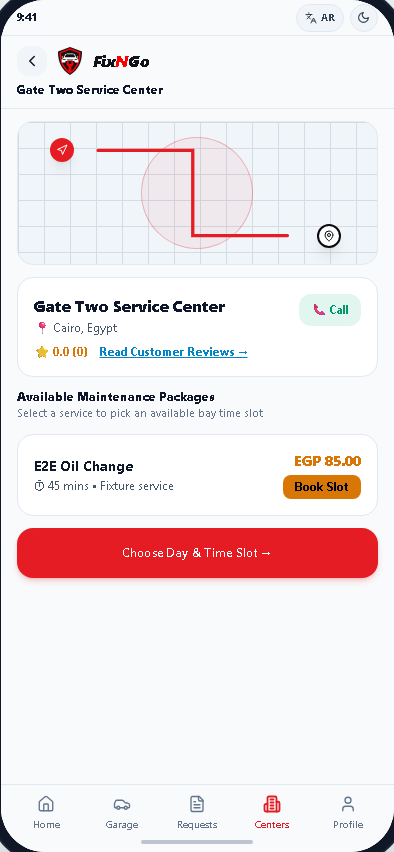 9:41
AR
FixNGo
Gate Two Service Center
Gate Two Service Center
Call
Cairo, Egypt
0.0 (0) Read Customer Reviews →
Available Maintenance Packages
Select a service to pick an available bay time slot
E2E Oil Change
EGP 85.00
45 mins • Fixture service
Book Slot
Choose Day & Time Slot →
Home
Garage
Requests
Centers
Profile